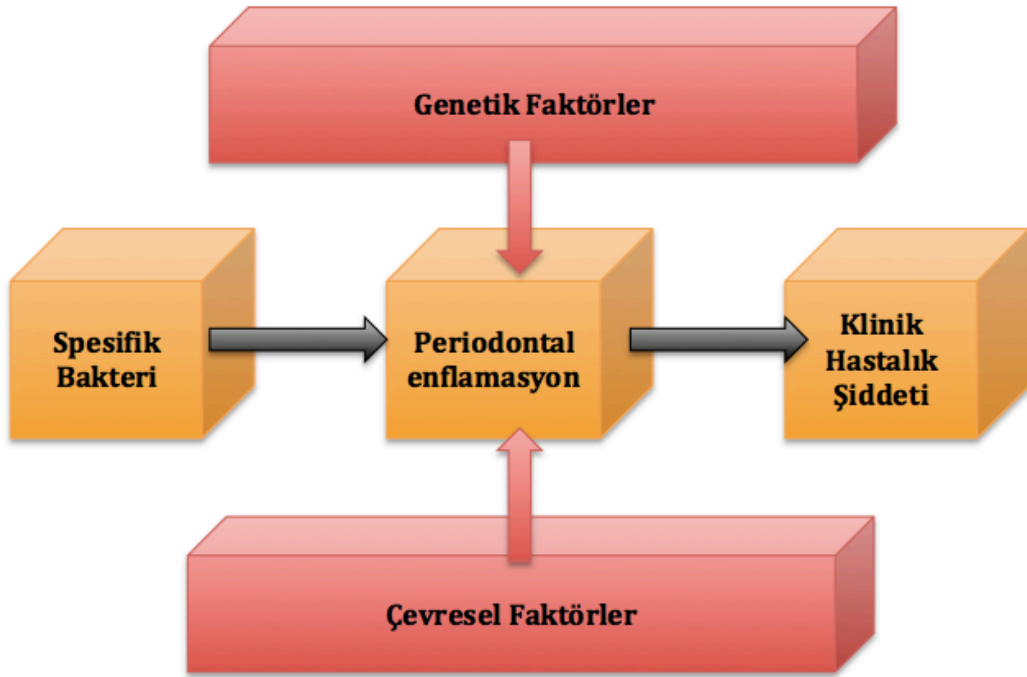 Genetik Faktörler
Spesifik
Bakteri
Periodontal
enflamasyon
Klinik
Hastalık
Şiddeti
Çevresel Faktörler